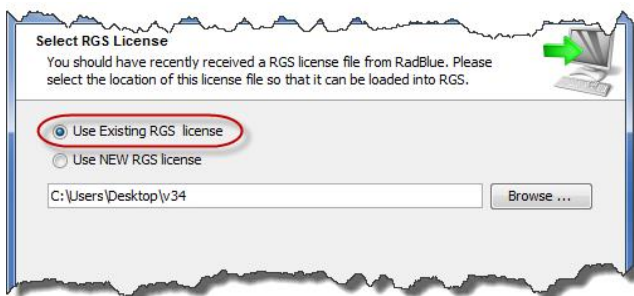 Select RGS License
You should have recently received a RGS license file from RadBlue. Please
select the location of this license file so that it can be loaded into RGS.
Use Existing RGS license
Use NEW RGS license
C:\Users\Desktop\v34
Browse ...